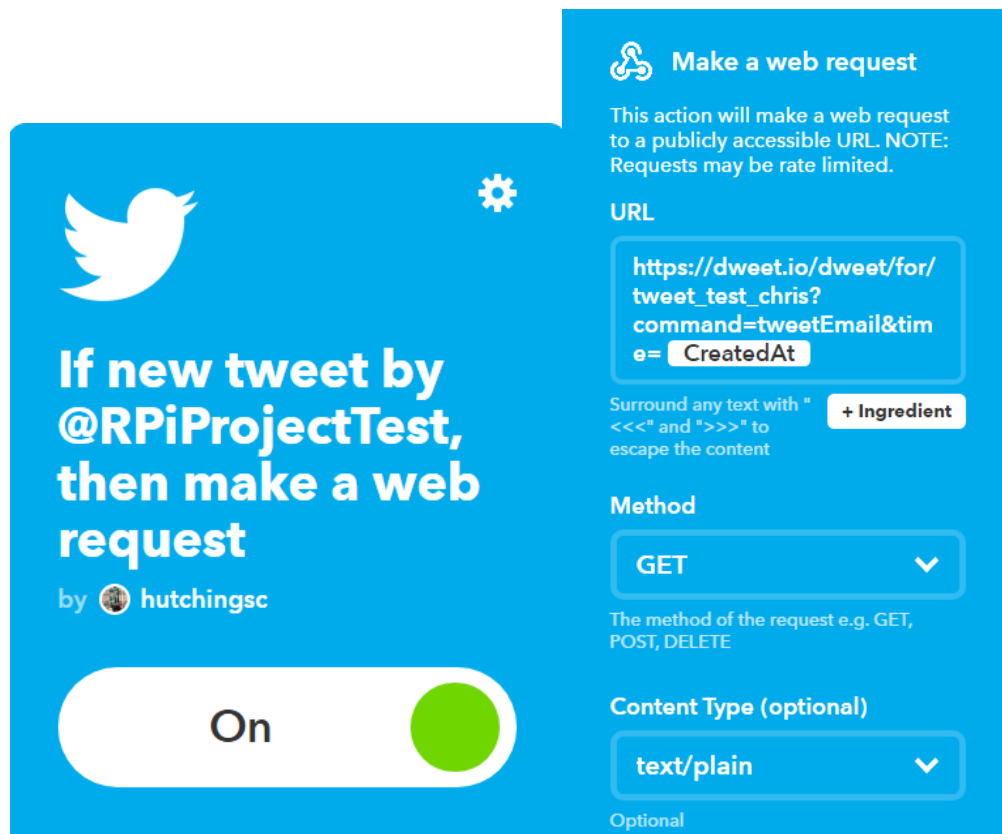 If new tweet by
@RPiProjectTest,
then make a web
request
by hutchingsc
On
Make a web request
This action will make a web request
to a publicly accessible URL. NOTE:
Requests may be rate limited.
URL
https://dweet.io/dweet/for/
tweet_test_chris?
command=tweetEmail&tim
e= CreatedAt
Surround any text with "
<<<" and ">>>" to
escape the content
+ Ingredient
Method
GET
The method of the request e.g. GET,
POST, DELETE
Content Type (optional)
text/plain
Optional